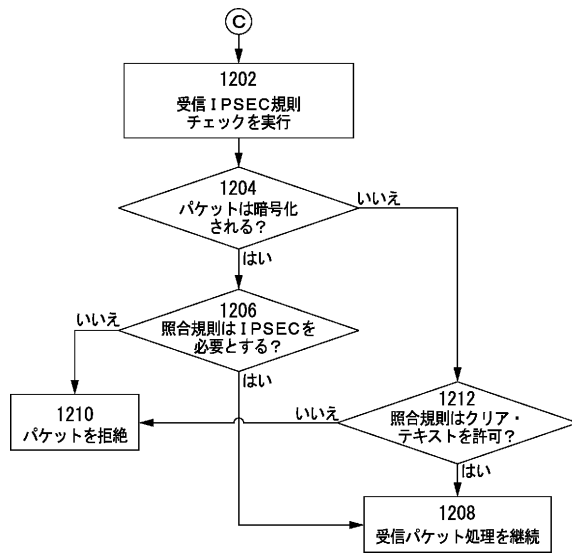 C
1202
受信IPSEC規則
チェックを実行
1204
パケットは暗号化
される?
いいえ
はい
1206
照合規則はIPSECを
必要とする?
いいえ
はい
1210
パケットを拒絶
1212
照合規則はクリア・
テキストを許可?
いいえ
はい
1208
受信パケット処理を継続